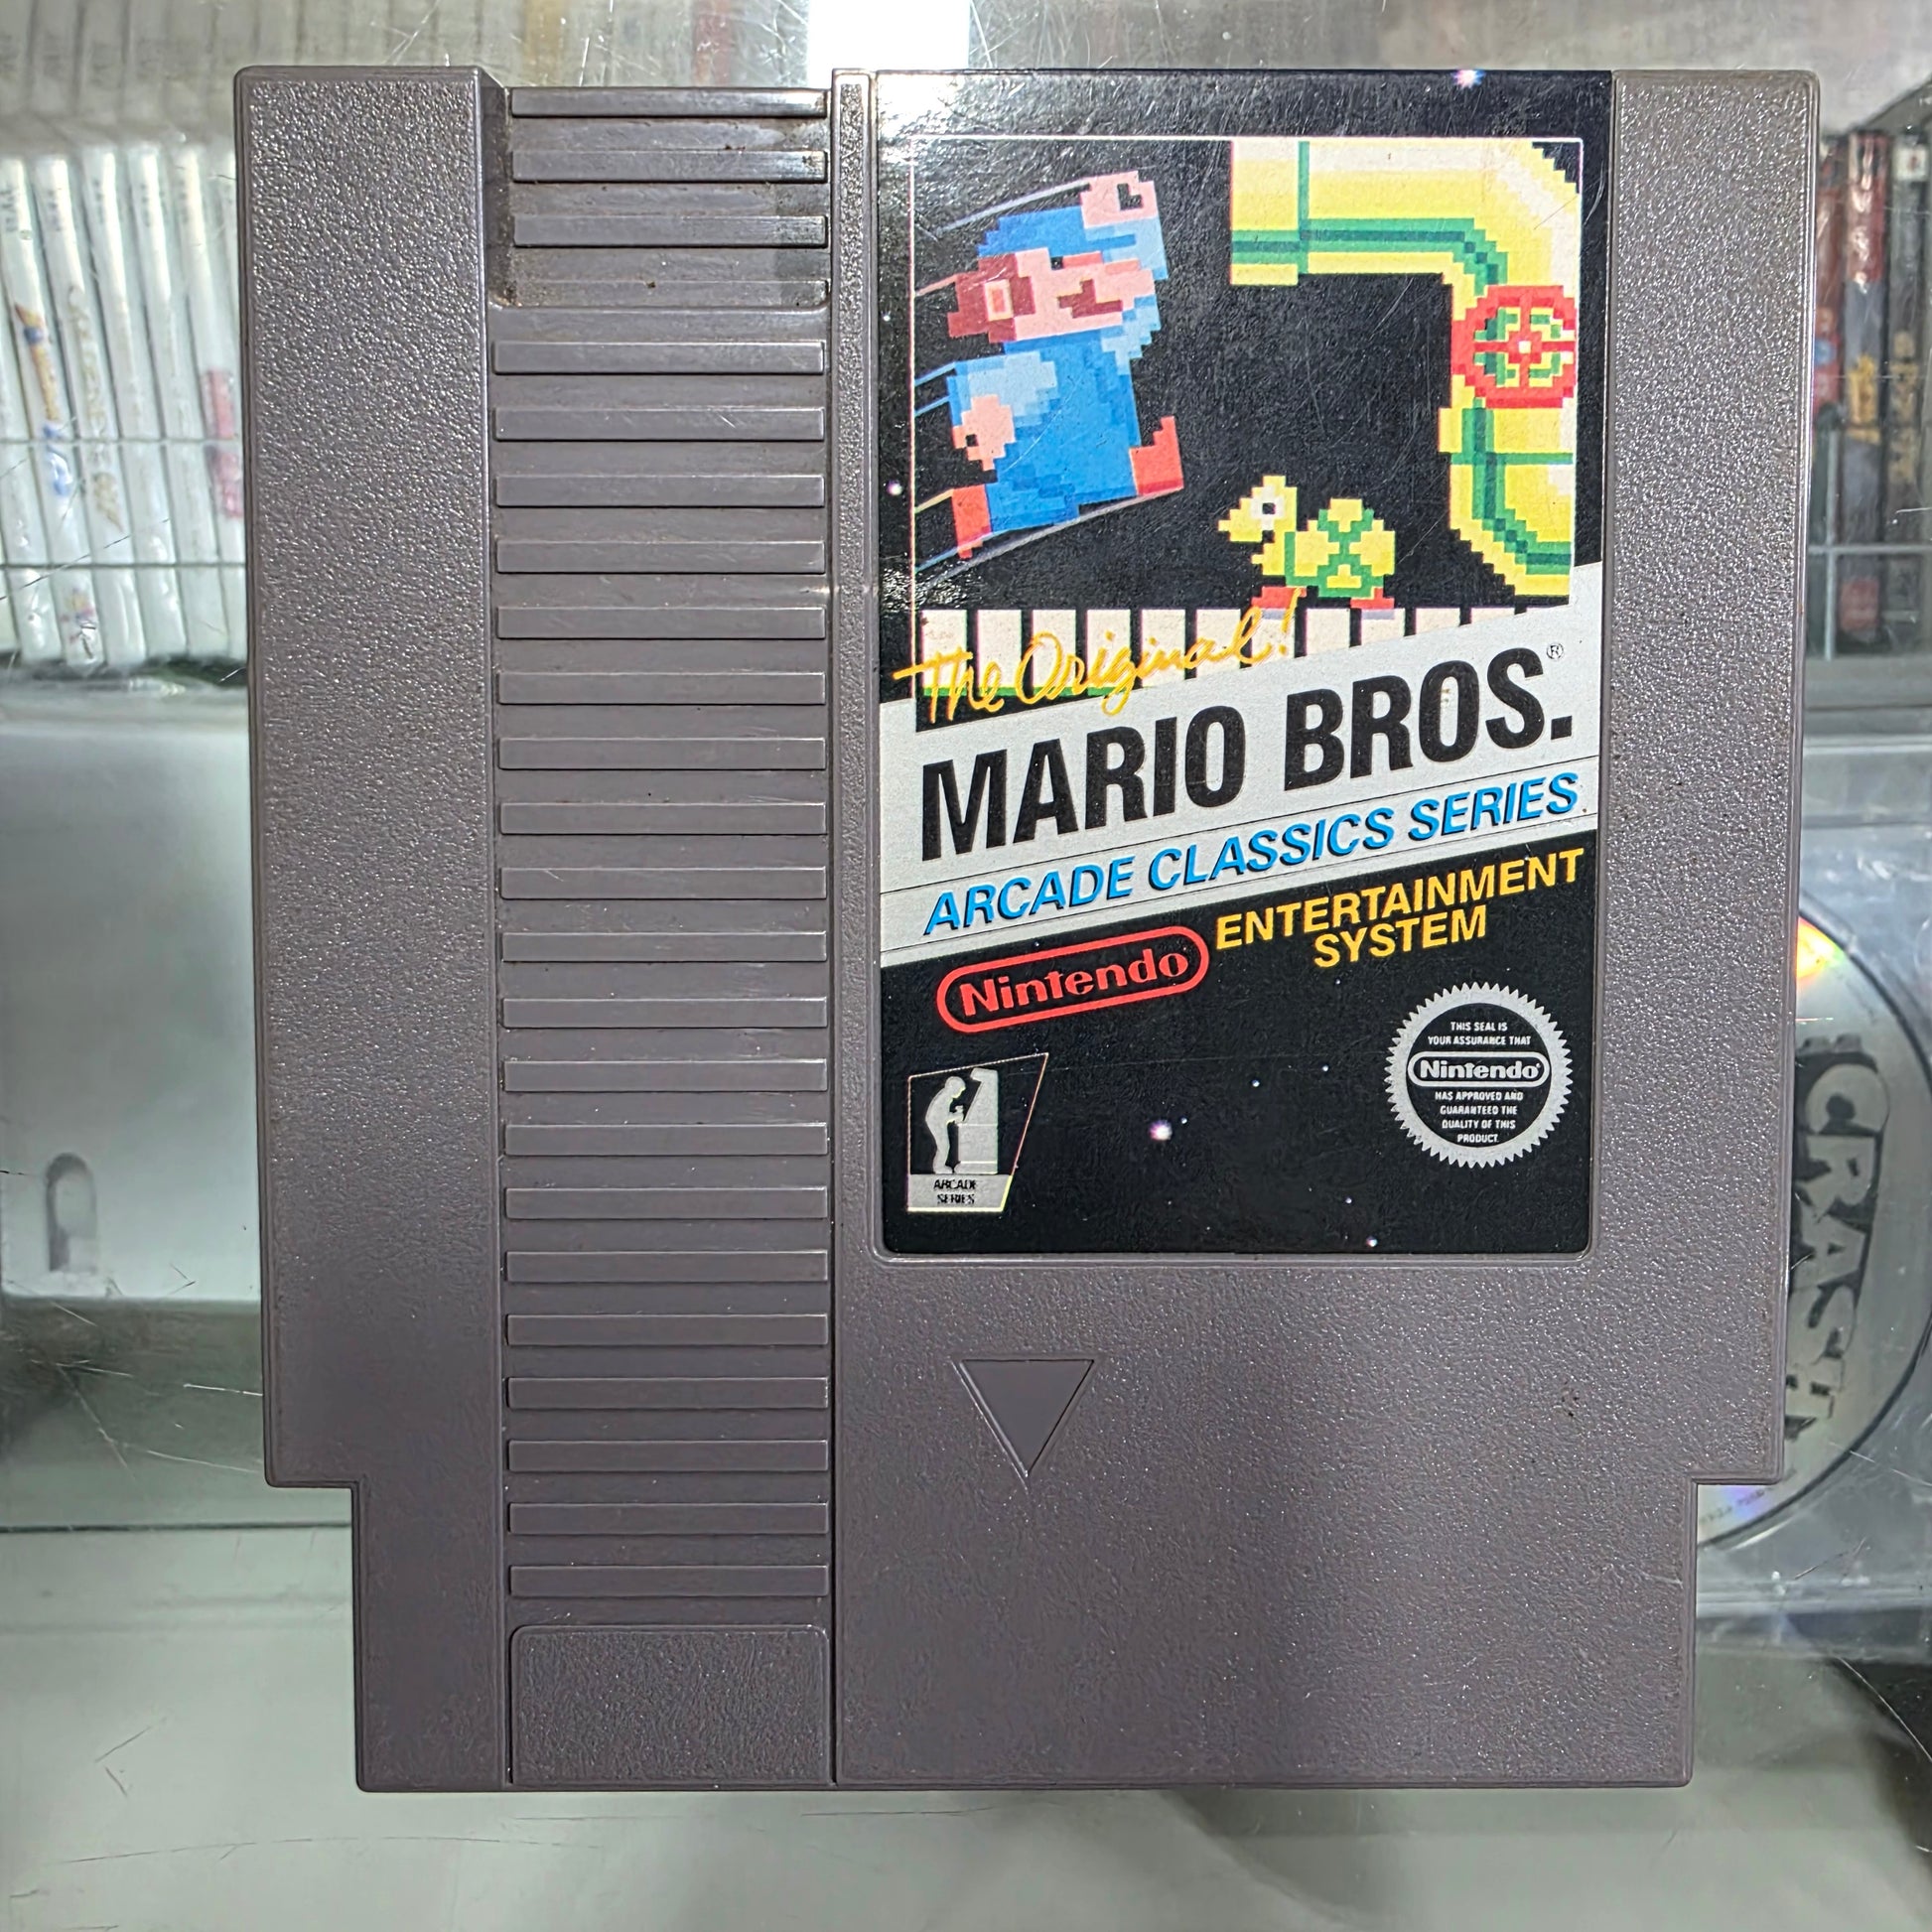 The Original!
MARIO BROS.®
ARCADE CLASSICS SERIES
Nintendo
ENTERTAINMENT
SYSTEM
THIS SEAL IS
YOUR ASSURANCE THAT
Nintendo®
HAS APPROVED AND
GUARANTEED THE
QUALITY OF THIS
PRODUCT.
ARCADE
SERIES
CRASH